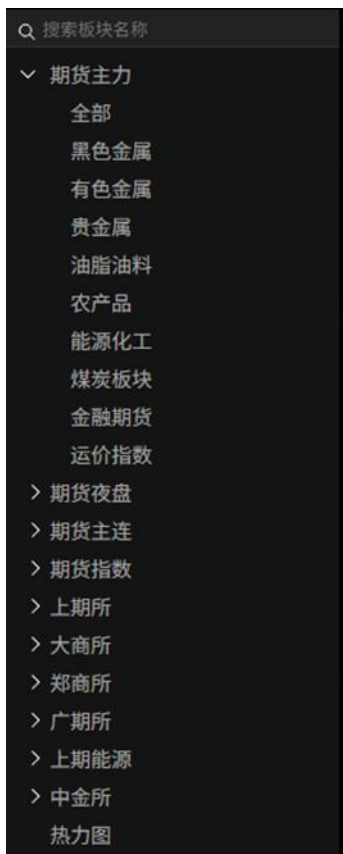 搜索板块名称
期货主力
全部
黑色金属
有色金属
贵金属
油脂油料
农产品
能源化工
煤炭板块
金融期货
运价指数
期货夜盘
期货主连
期货指数
上期所
大商所
郑商所
广期所
上期能源
中金所
热力图